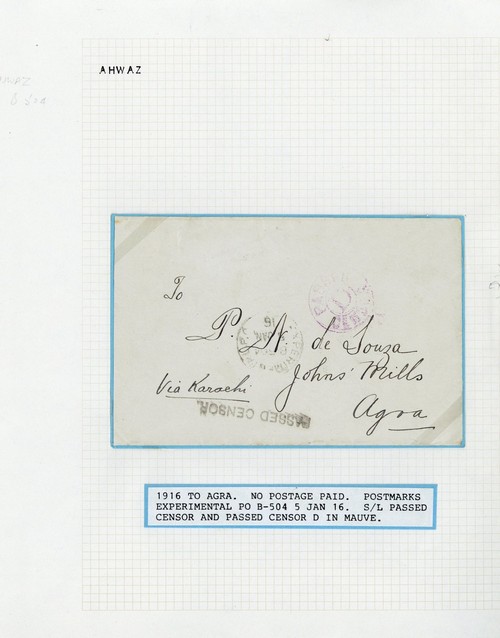 AHWAZ
To
P. A. de Souza
Johns' Mills
Via Karachi
Agra
PASSED CENSOR.
1916 TO AGRA. NO POSTAGE PAID. POSTMARKS
EXPERIMENTAL PO B-504 5 JAN 16. S/L PASSED
CENSOR AND PASSED CENSOR D IN MAUVE.